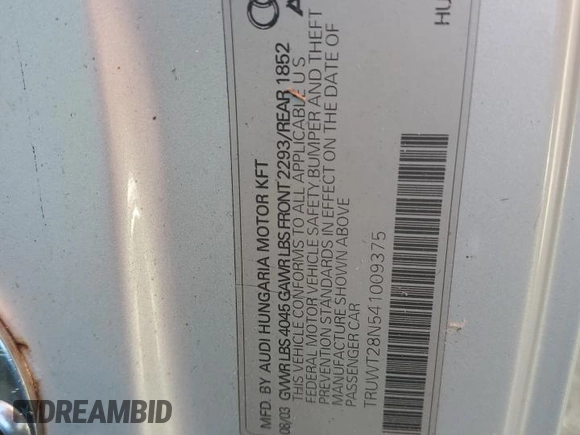 MFD. BY AUDI HUNGARIA MOTOR KFT
08/03 GVWR LBS 4045 GAWR LBS FRONT 2293/REAR 1852
THIS VEHICLE CONFORMS TO ALL APPLICABLE U S
FEDERAL MOTOR VEHICLE SAFETY, BUMPER AND THEFT
PREVENTION STANDARDS IN EFFECT ON THE DATE OF
MANUFACTURE SHOWN ABOVE
PASSENGER CAR
TRUWT28N541009375
HU
DREAMBID